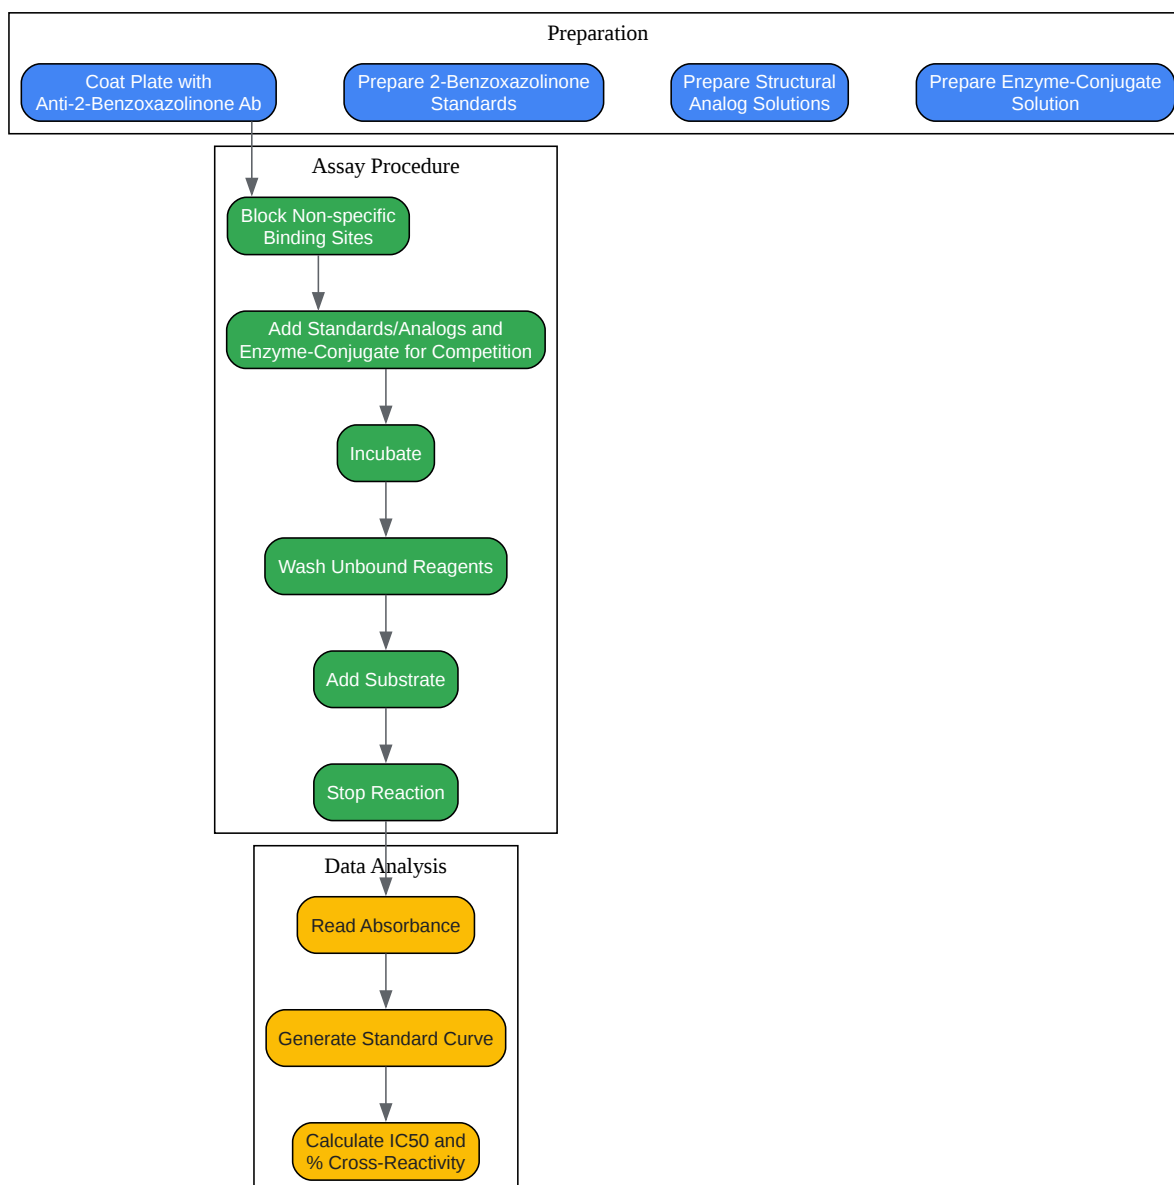 Preparation
Coat Plate with
Anti-2-Benzoxazolinone Ab
Prepare 2-Benzoxazolinone
Standards
Prepare Structural
Analog Solutions
Prepare Enzyme-Conjugate
Solution
Assay Procedure
Block Non-specific
Binding Sites
Add Standards/Analogs and
Enzyme-Conjugate for Competition
Incubate
Wash Unbound Reagents
Add Substrate
Stop Reaction
Data Analysis
Read Absorbance
Generate Standard Curve
Calculate IC50 and
% Cross-Reactivity